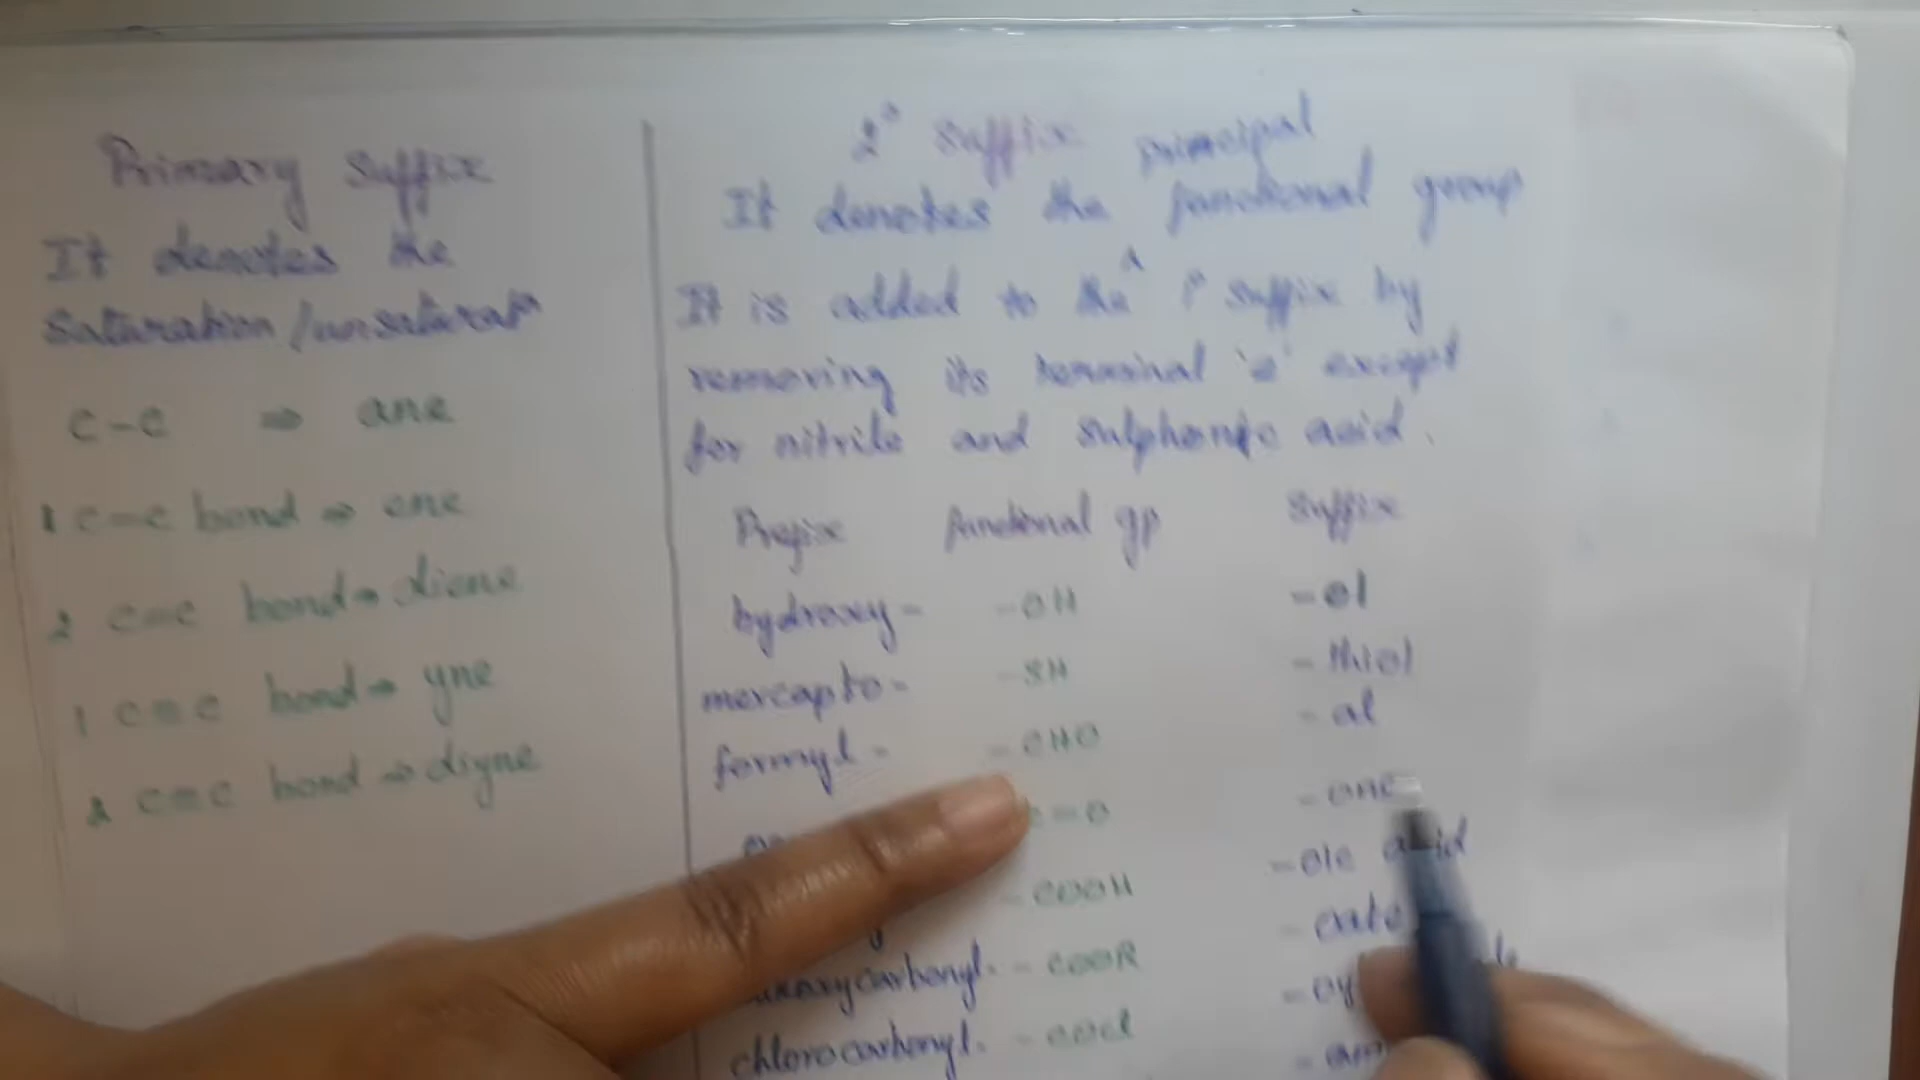 Primary suffix
It denotes the
saturation/unsaturatⁿ
C-C ⇒ ane
1 C=C bond ⇒ ene
2 C=C bond ⇒ diene
1 C≡C bond ⇒ yne
2 C≡C bond ⇒ diyne
2° suffix
principal
It denotes the functional group
It is added to the 1° suffix by
removing its terminal 'e' except
for nitrile and sulphonic acid.
Prefix functional gp suffix
hydroxy- -OH -ol
mercapto- -SH -thiol
formyl- -CHO -al
C=O -one
-COOH -oic
-COOR
chlorocarbonyl- -COCl